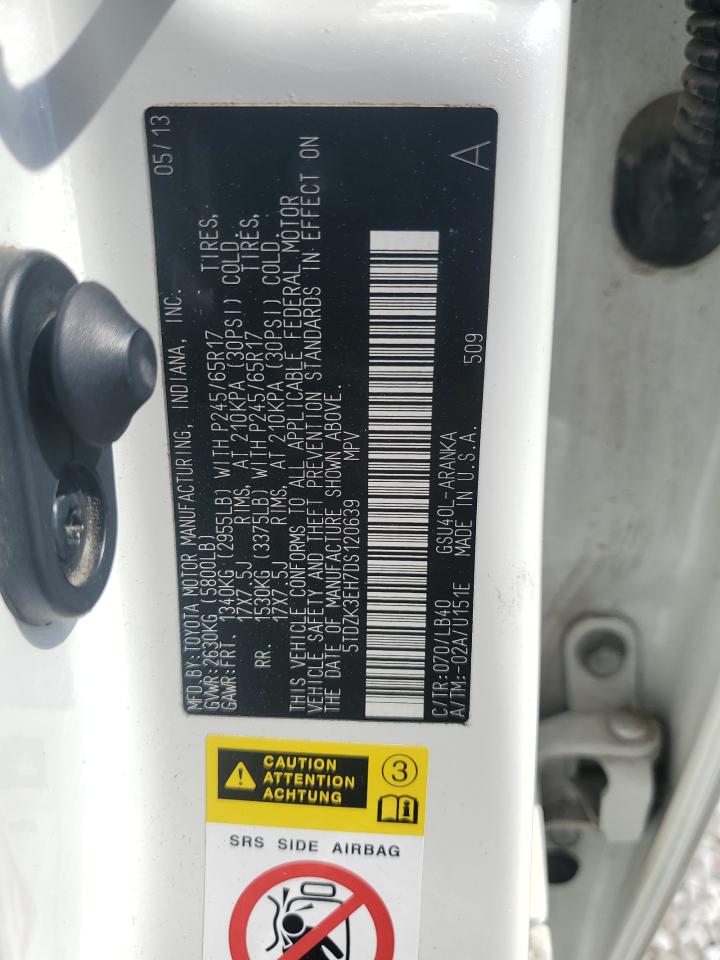 MFD. BY: TOYOTA MOTOR MANUFACTURING, INDIANA, INC. 05/13
GVWR: 2630KG (5800LB)
GAWR: FRT. 1340KG (2955LB) WITH P245/65R17 TIRES,
17X7.5J RIMS, AT 210KPA (30PSI) COLD.
RR. 1530KG (3375LB) WITH P245/65R17 TIRES,
17X7.5J RIMS, AT 210KPA (30PSI) COLD.
THIS VEHICLE CONFORMS TO ALL APPLICABLE FEDERAL MOTOR
VEHICLE SAFETY AND THEFT PREVENTION STANDARDS IN EFFECT ON
THE DATE OF MANUFACTURE SHOWN ABOVE.
5TDZK3EH7DS120639 MPV
C/TR: 070/LB40 GSU40L-ARANKA 509 A
A/TM: -02A/U151E MADE IN U.S.A.
CAUTION
ATTENTION
ACHTUNG
3
SRS SIDE AIRBAG